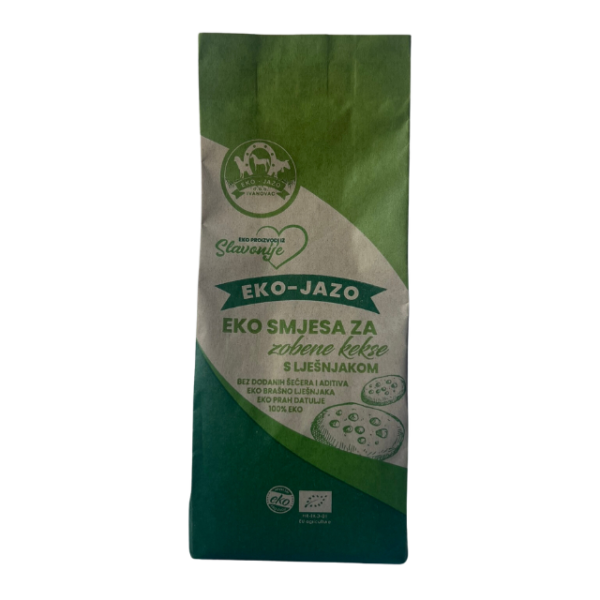 EKO - JAZO
IVANOVAC
EKO PROIZVODI IZ
Slavonije
EKO-JAZO
EKO SMJESA ZA
zobene kekse
S LJEŠNJAKOM
BEZ DODANIH ŠEĆERA I ADITIVA
EKO BRAŠNO LJEŠNJAKA
EKO PRAH DATULJE
100% EKO
eko